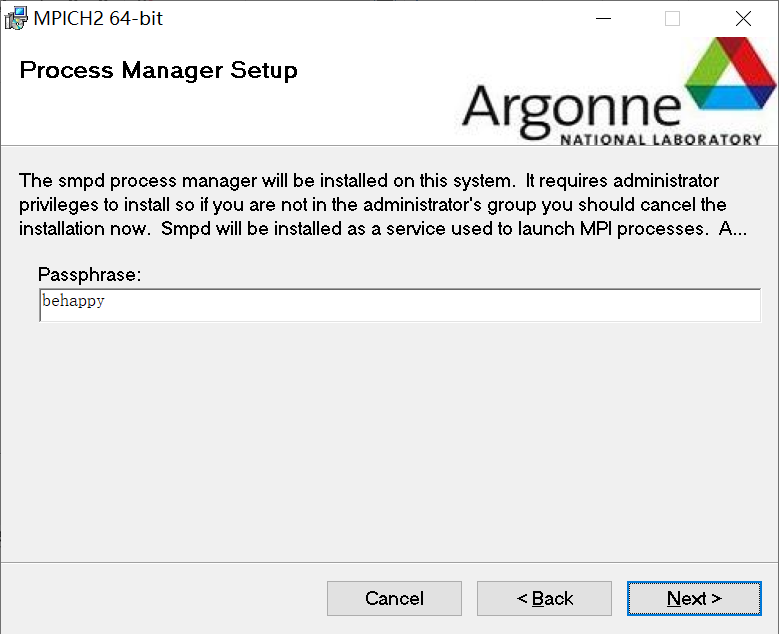 MPICH2 64-bit
Process Manager Setup
Argonne
NATIONAL LABORATORY
The smpd process manager will be installed on this system.  It requires administrator
privileges to install so if you are not in the administrator's group you should cancel the
installation now.  Smpd will be installed as a service used to launch MPI processes.  A...
Passphrase:
behappy
Cancel
< Back
Next >